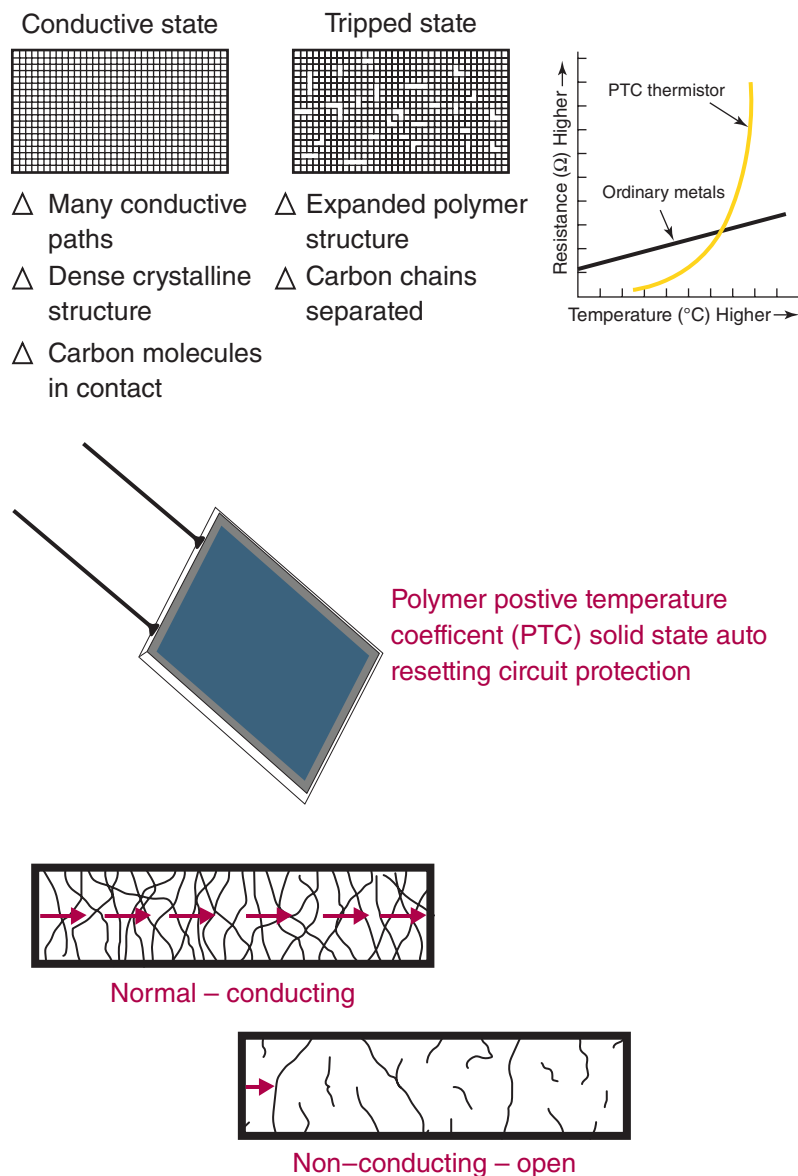 Conductive state
Tripped state
△ Many conductive
paths
△ Dense crystalline
structure
△ Carbon molecules
in contact
△ Expanded polymer
structure
△ Carbon chains
separated
Resistance (Ω) Higher→
PTC thermistor
Ordinary metals
Temperature (°C) Higher→
Polymer postive temperature
coefficent (PTC) solid state auto
resetting circuit protection
Normal – conducting
Non–conducting – open